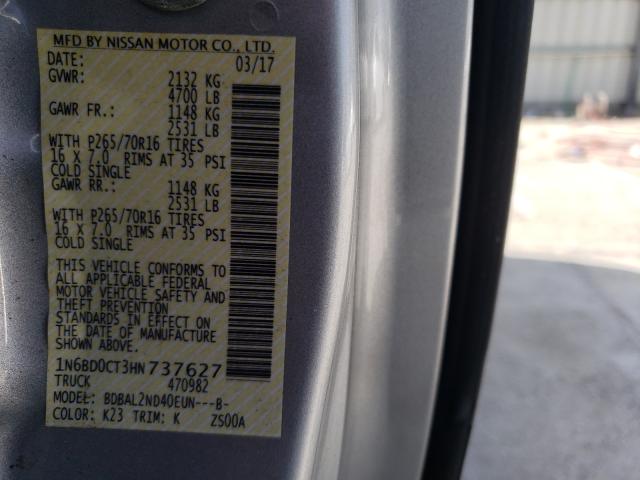 MFD BY NISSAN MOTOR CO., LTD.
DATE: 03/17
GVWR: 2132 KG
4700 LB
GAWR FR.: 1148 KG
2531 LB
WITH P265/70R16 TIRES
16 X 7.0 RIMS AT 35 PSI
COLD SINGLE
GAWR RR.: 1148 KG
2531 LB
WITH P265/70R16 TIRES
16 X 7.0 RIMS AT 35 PSI
COLD SINGLE
THIS VEHICLE CONFORMS TO
ALL APPLICABLE FEDERAL
MOTOR VEHICLE SAFETY AND
THEFT PREVENTION
STANDARDS IN EFFECT ON
THE DATE OF MANUFACTURE
SHOWN ABOVE.
1N6BD0CT3HN737627
TRUCK 470982
MODEL: BDBAL2ND40EUN---B-
COLOR: K23 TRIM: K ZS00A